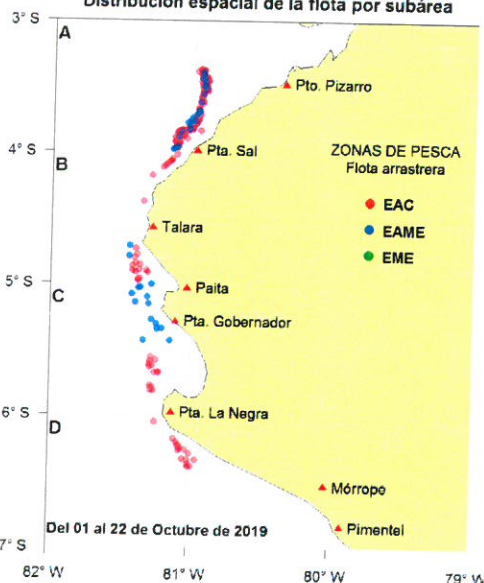 Distribución espacial de la flota por subárea
3° S
A
Pto. Pizarro
4° S
B
Pta. Sal
ZONAS DE PESCA
Flota arrastrera
EAC
EAME
EME
Talara
5° S
C
Paita
Pta. Gobernador
6° S
D
Pta. La Negra
Mórrope
Del 01 al 22 de Octubre de 2019
Pimentel
7° S
82° W
81° W
80° W
79° W